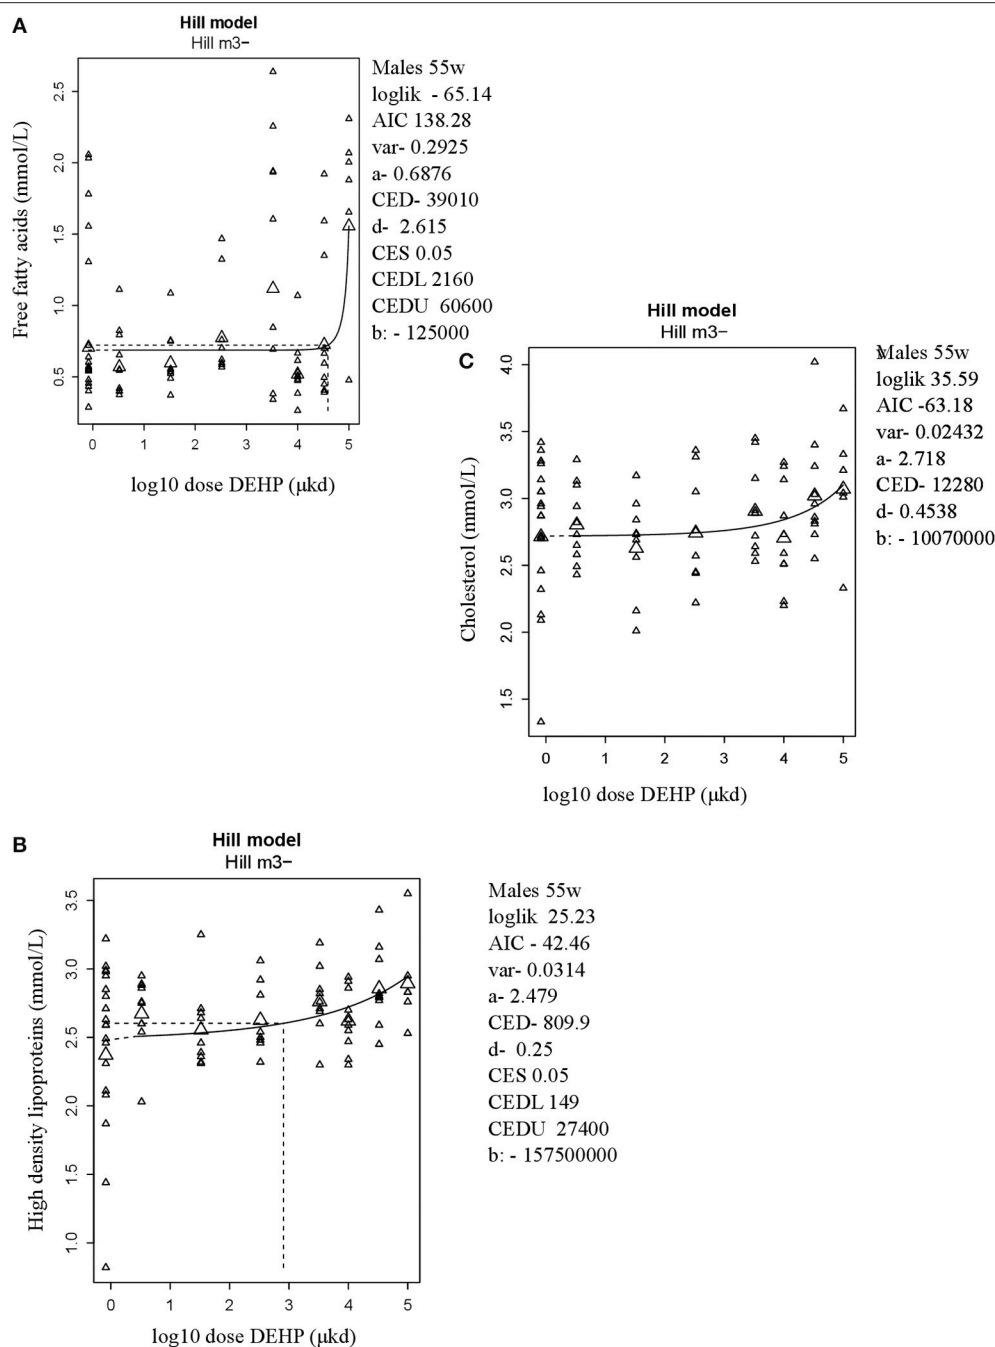 A
Hill model
Hill m3−
Free fatty acids (mmol/L)
2.5
2.0
1.5
1.0
0.5
0 1 2 3 4 5
log10 dose DEHP (μkd)
Males 55w
loglik - 65.14
AIC 138.28
var- 0.2925
a- 0.6876
CED- 39010
d- 2.615
CES 0.05
CEDL 2160
CEDU 60600
b: - 125000
C
Hill model
Hill m3−
Cholesterol (mmol/L)
4.0
3.5
3.0
2.5
2.0
1.5
0 1 2 3 4 5
log10 dose DEHP (μkd)
Males 55w
loglik 35.59
AIC -63.18
var- 0.02432
a- 2.718
CED- 12280
d- 0.4538
b: - 10070000
B
Hill model
Hill m3−
High density lipoproteins (mmol/L)
3.5
3.0
2.5
2.0
1.5
1.0
0 1 2 3 4 5
log10 dose DEHP (μkd)
Males 55w
loglik 25.23
AIC - 42.46
var- 0.0314
a- 2.479
CED- 809.9
d- 0.25
CES 0.05
CEDL 149
CEDU 27400
b: - 157500000